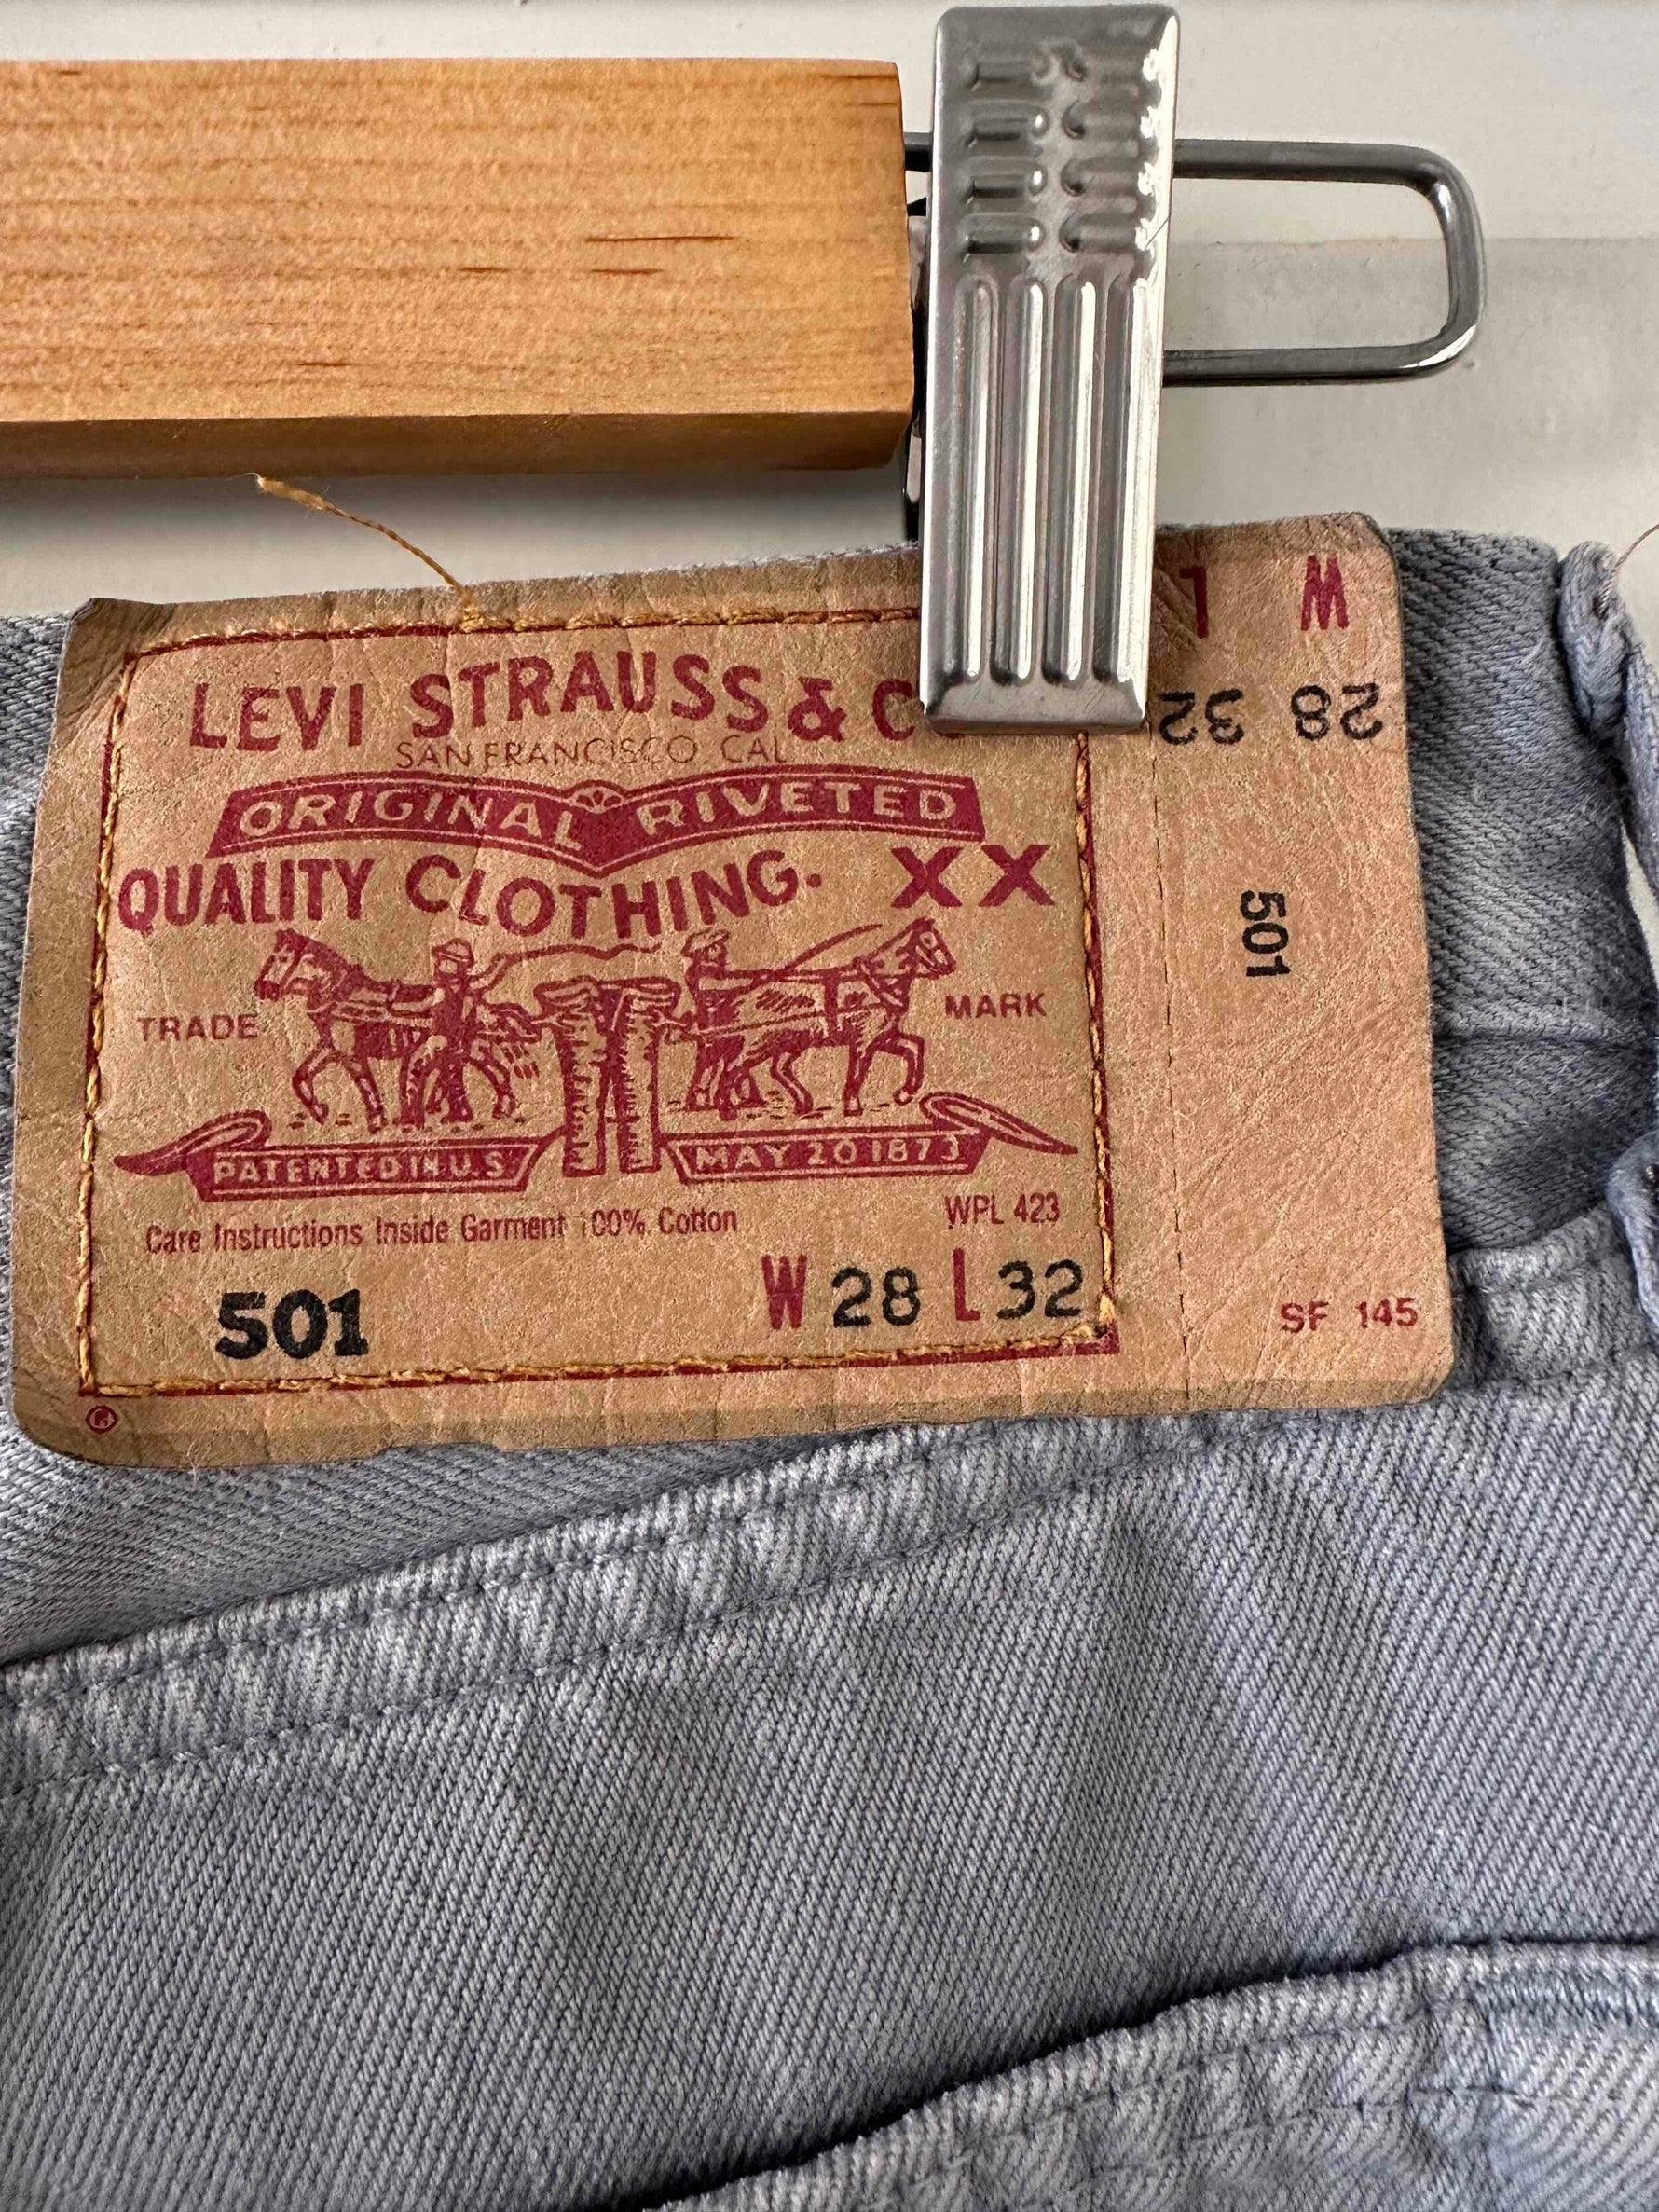 LEVI STRAUSS & C
SAN FRANCISCO CAL
ORIGINAL RIVETED
QUALITY CLOTHING. XX
TRADE MARK
PATENTED IN U.S MAY 20 1873
Care Instructions Inside Garment 100% Cotton WPL 423
501 W 28 L 32
®
W 28
L 32
501
SF 145